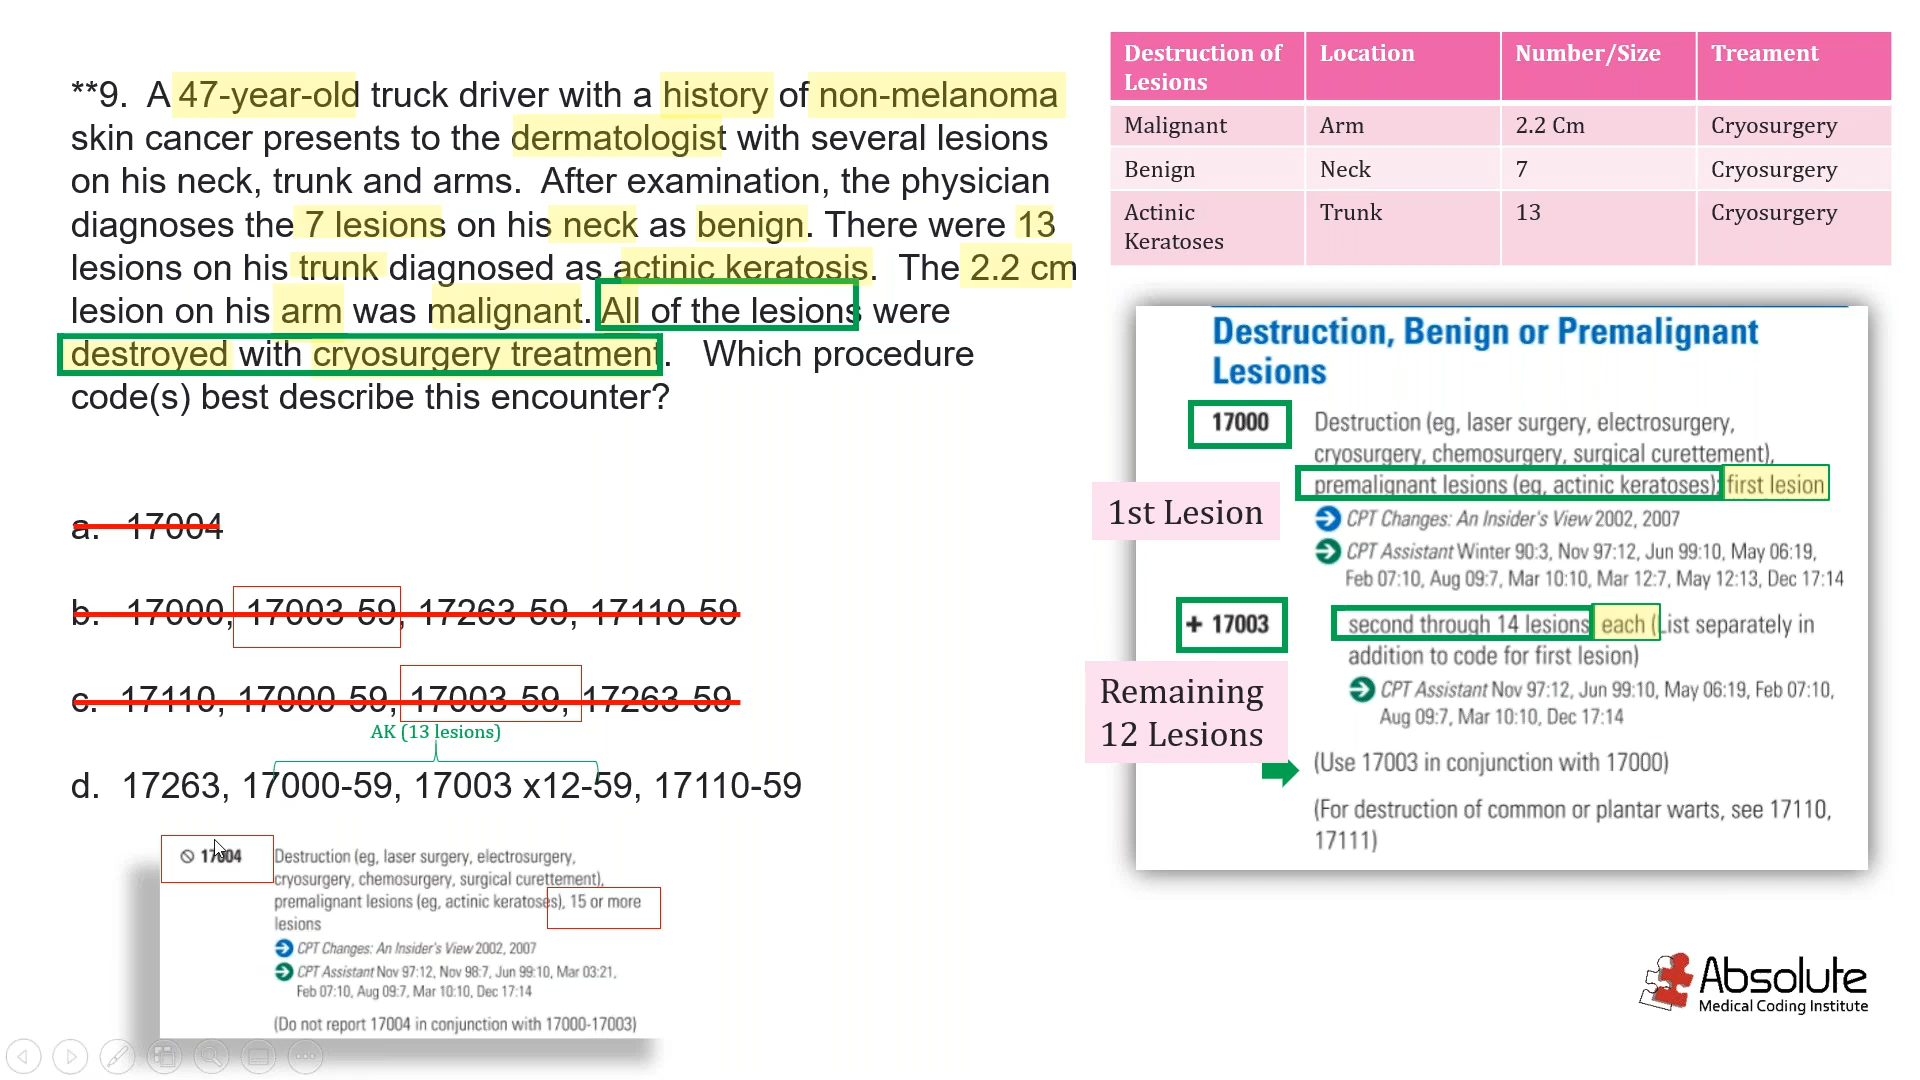 **9. A 47-year-old truck driver with a history of non-melanoma
skin cancer presents to the dermatologist with several lesions
on his neck, trunk and arms. After examination, the physician
diagnoses the 7 lesions on his neck as benign. There were 13
lesions on his trunk diagnosed as actinic keratosis. The 2.2 cm
lesion on his arm was malignant. All of the lesions were
destroyed with cryosurgery treatment. Which procedure
code(s) best describe this encounter?
a. 17004
b. 17000, 17003-59, 17263-59, 17110-59
c. 17110, 17000-59, 17003-59, 17263-59
AK (13 lesions)
d. 17263, 17000-59, 17003 x12-59, 17110-59
17004 Destruction (eg, laser surgery, electrosurgery,
cryosurgery, chemosurgery, surgical curettement),
premalignant lesions (eg, actinic keratoses), 15 or more
lesions
CPT Changes: An Insider's View 2002, 2007
CPT Assistant Nov 97:12, Nov 98:7, Jun 99:10, Mar 03:21,
Feb 07:10, Aug 09:7, Mar 10:10, Dec 17:14
(Do not report 17004 in conjunction with 17000-17003)
Destruction of Lesions Location Number/Size Treament
Malignant Arm 2.2 Cm Cryosurgery
Benign Neck 7 Cryosurgery
Actinic Keratoses Trunk 13 Cryosurgery
Destruction, Benign or Premalignant
Lesions
17000 Destruction (eg, laser surgery, electrosurgery,
cryosurgery, chemosurgery, surgical curettement),
premalignant lesions (eg, actinic keratoses); first lesion
1st Lesion
CPT Changes: An Insider's View 2002, 2007
CPT Assistant Winter 90:3, Nov 97:12, Jun 99:10, May 06:19,
Feb 07:10, Aug 09:7, Mar 10:10, Mar 12:7, May 12:13, Dec 17:14
+ 17003 second through 14 lesions, each (List separately in
addition to code for first lesion)
Remaining
12 Lesions
CPT Assistant Nov 97:12, Jun 99:10, May 06:19, Feb 07:10,
Aug 09:7, Mar 10:10, Dec 17:14
(Use 17003 in conjunction with 17000)
(For destruction of common or plantar warts, see 17110,
17111)
Absolute
Medical Coding Institute